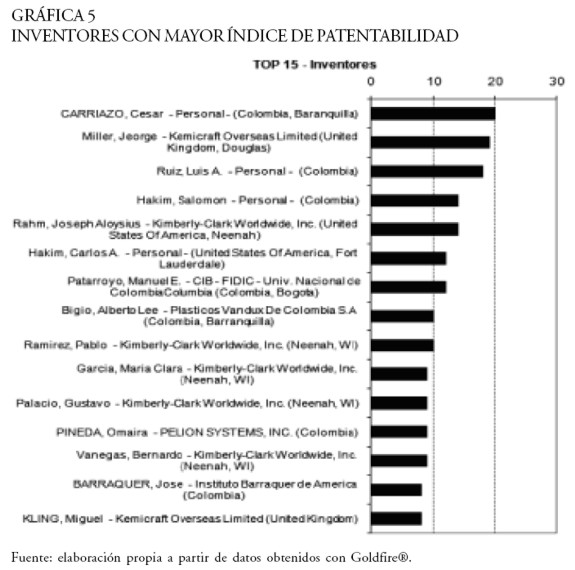 GRÁFICA 5
INVENTORES CON MAYOR ÍNDICE DE PATENTABILIDAD
TOP 15 - Inventores
0 10 20 30
CARRIAZO, Cesar - Personal- (Colombia, Baranquilla)
Miller, Jeorge - Kemicraft Overseas Limited (United
Kingdom, Douglas)
Ruiz, Luis A. - Personal - (Colombia)
Hakim, Salomon - Personal - (Colombia)
Rahm, Joseph Aloysius - Kimberly-Clark Worldwide, Inc. (United
States Of America, Neenah)
Hakim, Carlos A. - Personal - (United States Of America, Fort
Lauderdale)
Patarroyo, Manuel E. - CIB - FIDIC - Univ. Nacional de
ColombiaColumbia (Colombia, Bogota)
Bigio, Alberto Lee - Plasticos Vandux De Colombia S.A
(Colombia, Barranquilla)
Ramirez, Pablo - Kimberly-Clark Worldwide, Inc. (Neenah, WI)
Garcia, Maria Clara - Kimberly-Clark Worldwide, Inc.
(Neenah, WI)
Palacio, Gustavo - Kimberly-Clark Worldwide, Inc. (Neenah, WI)
PINEDA, Omaira - PELION SYSTEMS, INC. (Colombia)
Vanegas, Bernardo - Kimberly-Clark Worldwide, Inc.
(Neenah, WI)
BARRAQUER, Jose - Instituto Barraquer de America
(Colombia)
KLING, Miguel - Kemicraft Overseas Limited (United Kingdom)
Fuente: elaboración propia a partir de datos obtenidos con Goldfire®.